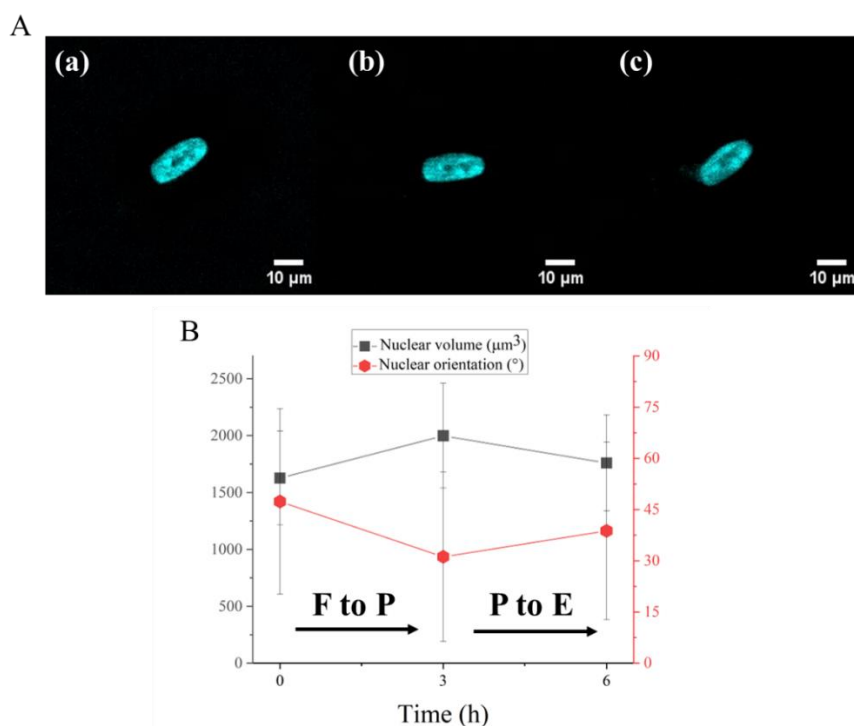 A
(a) (b) (c)
10 µm 10 µm 10 µm
B
Nuclear volume (µm³)
Nuclear orientation (°)
2500
2000
1500
1000
500
0
90
75
60
45
30
15
0
F to P P to E
0 3 6
Time (h)